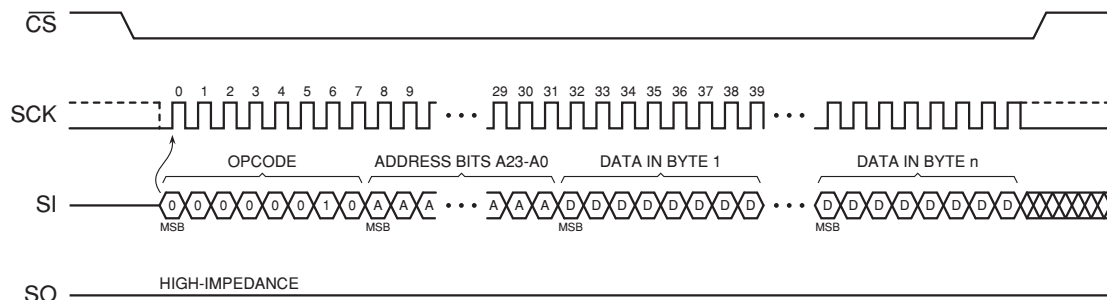 CS
SCK
0 1 2 3 4 5 6 7 8 9 29 30 31 32 33 34 35 36 37 38 39
OPCODE ADDRESS BITS A23-A0 DATA IN BYTE 1 DATA IN BYTE n
SI
0 0 0 0 0 0 1 0 A A A A A A D D D D D D D D D D D D D D D D
MSB MSB MSB MSB
HIGH-IMPEDANCE
SO